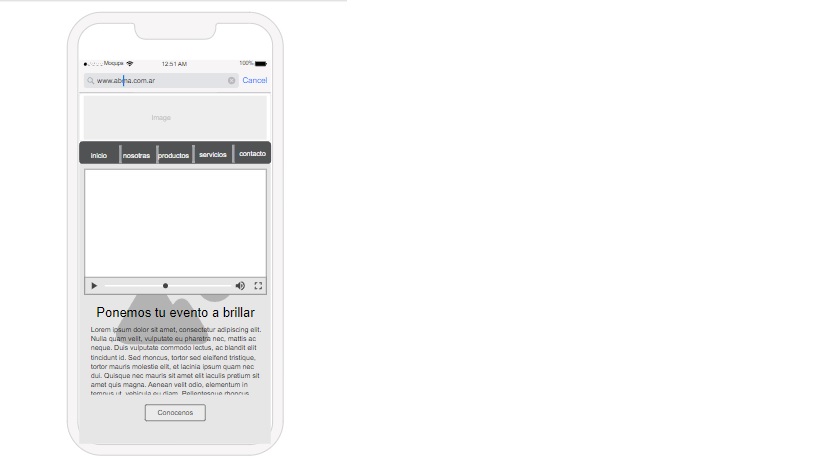 Moqups 12:51 AM 100%
www.abma.com.ar Cancel
Image
inicio nosotras productos servicios contacto
Ponemos tu evento a brillar
Lorem ipsum dolor sit amet, consectetur adipiscing elit.
Nulla quam velit, vulputate eu pharetra nec, mattis ac
neque. Duis vulputate commodo lectus, ac blandit elit
tincidunt id. Sed rhoncus, tortor sed eleifend tristique,
tortor mauris molestie elit, et lacinia ipsum quam nec
dui. Quisque nec mauris sit amet elit iaculis pretium sit
amet quis magna. Aenean velit odio, elementum in
tempus ut, vehicula eu diam. Pellentesque rhoncus
Conocenos